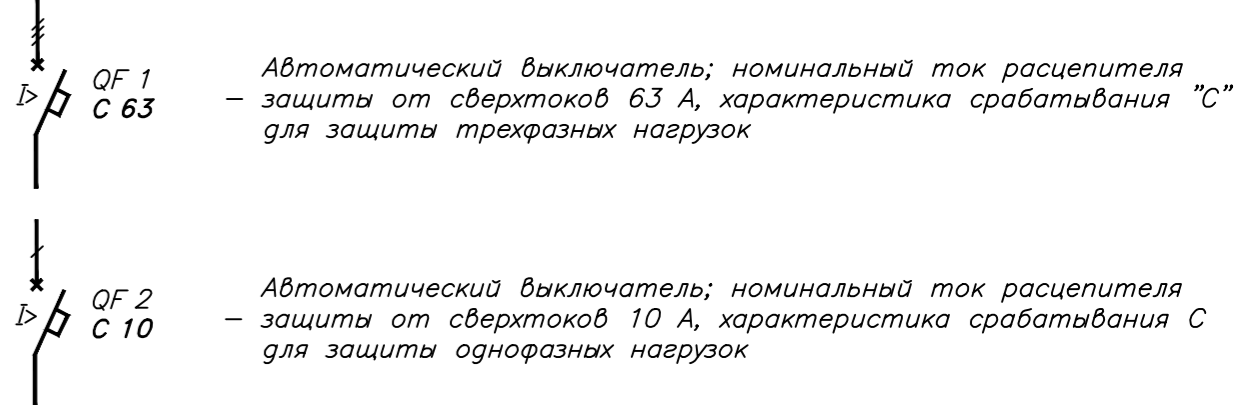 I> QF 1
C 63
Автоматический выключатель; номинальный ток расцепителя
– защиты от сверхтоков 63 А, характеристика срабатывания "С"
для защиты трехфазных нагрузок
I> QF 2
C 10
Автоматический выключатель; номинальный ток расцепителя
– защиты от сверхтоков 10 А, характеристика срабатывания С
для защиты однофазных нагрузок